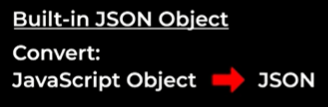 Built-in JSON Object
Convert:
JavaScript Object JSON